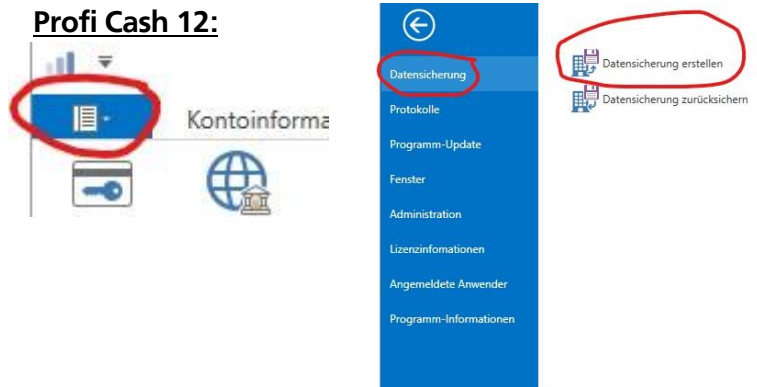 Profi Cash 12:
Kontoinforma
Datensicherung
Protokolle
Programm-Update
Fenster
Administration
Lizenzinfomationen
Angemeldete Anwender
Programm-Informationen
Datensicherung erstellen
Datensicherung zurücksichern